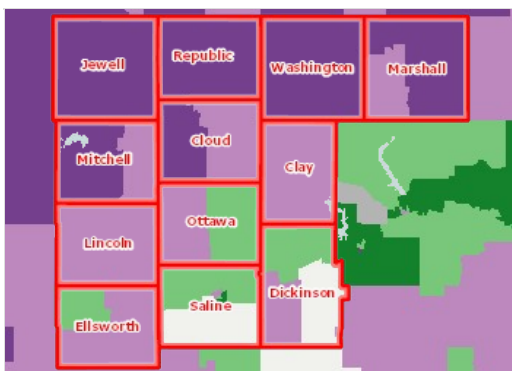 Jewell
Republic
Washington
Marshall
Mitchell
Cloud
Clay
Lincoln
Ottawa
Ellsworth
Saline
Dickinson